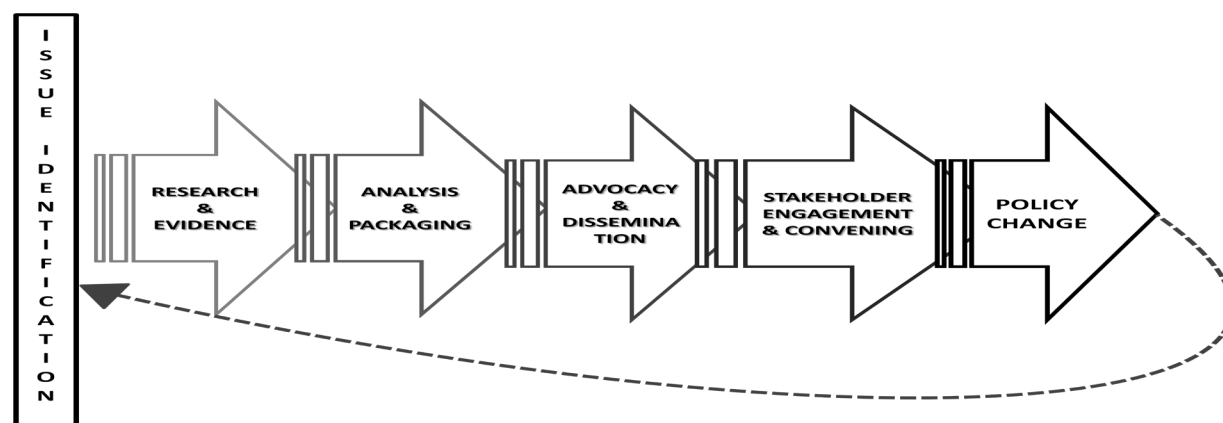 ISSUE IDENTIFICATION
RESEARCH
&
EVIDENCE
ANALYSIS
&
PACKAGING
ADVOCACY
&
DISSEMINA
TION
STAKEHOLDER
ENGAGEMENT
& CONVENING
POLICY
CHANGE